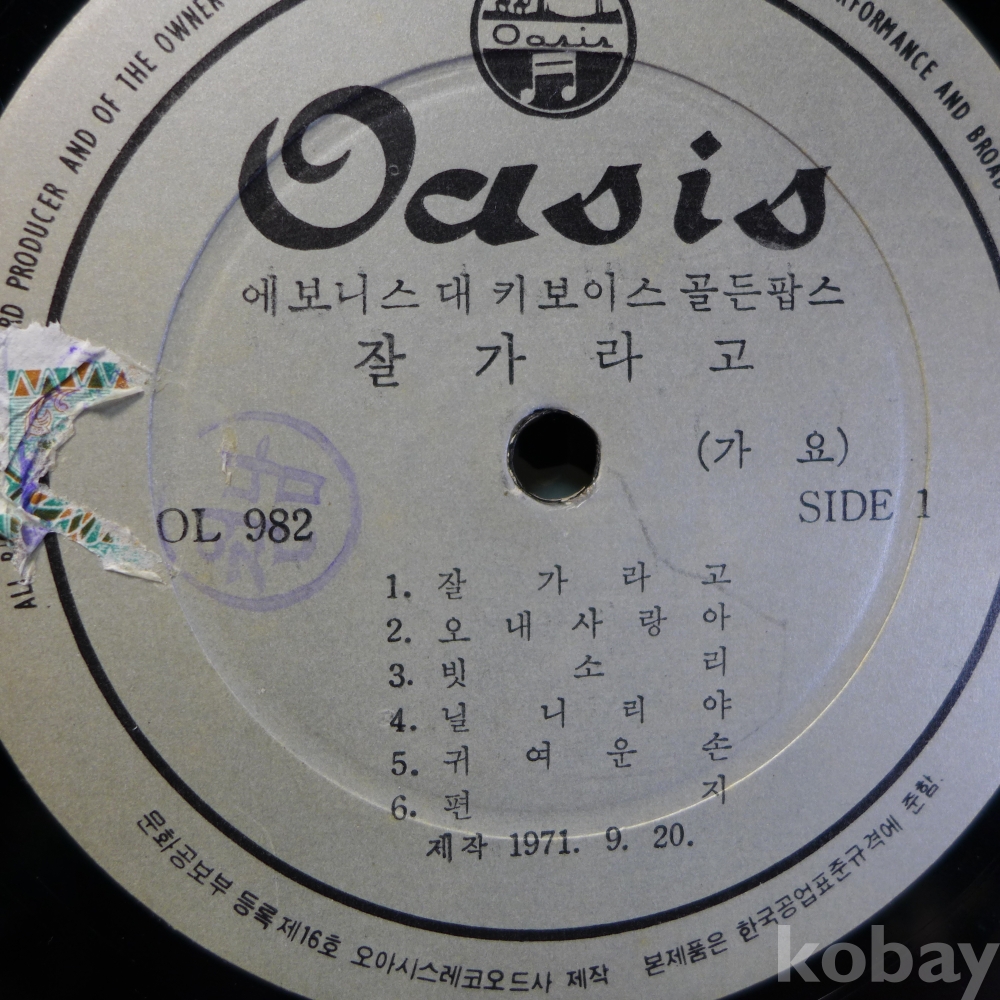 RD PRODUCER AND OF THE OWNER
RFORMANCE AND BROAD
Oasis
Oasis
에보니스 대 키보이스 골든팝스
잘 가 라 고
(가 요)
OL 982
SIDE 1
1. 잘 가 라 고
2. 오 내 사 랑 아
3. 빗 소 리
4. 닐 니 리 야
5. 귀 여 운 손
6. 편 지
제작 1971. 9. 20.
문화공보부 등록 제16호 오아시스레코오드사 제작 본제품은 한국공업표준규격에 준함.
kobay